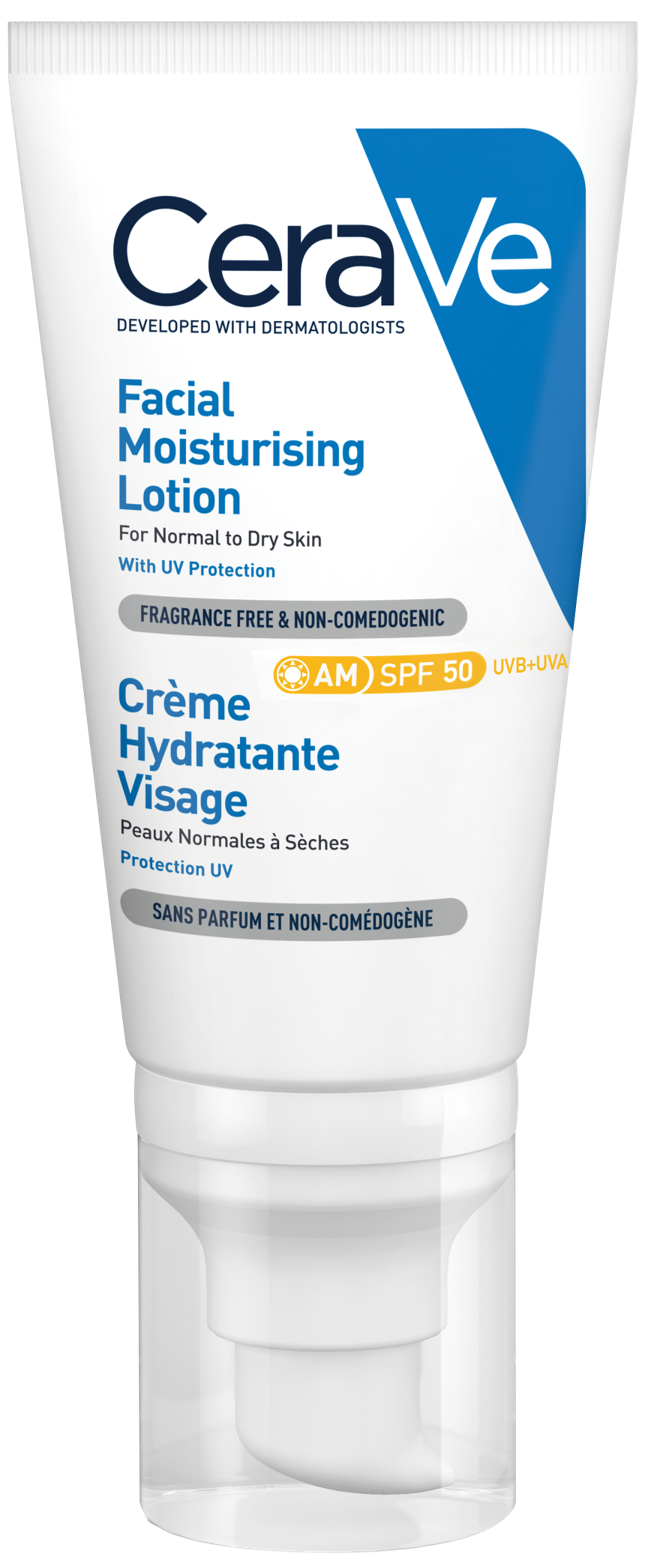 CeraVe
DEVELOPED WITH DERMATOLOGISTS
Facial
Moisturising
Lotion
For Normal to Dry Skin
With UV Protection
FRAGRANCE FREE & NON-COMEDOGENIC
AM SPF 50 UVB+UVA
Crème
Hydratante
Visage
Peaux Normales à Sèches
Protection UV
SANS PARFUM ET NON-COMÉDOGÈNE